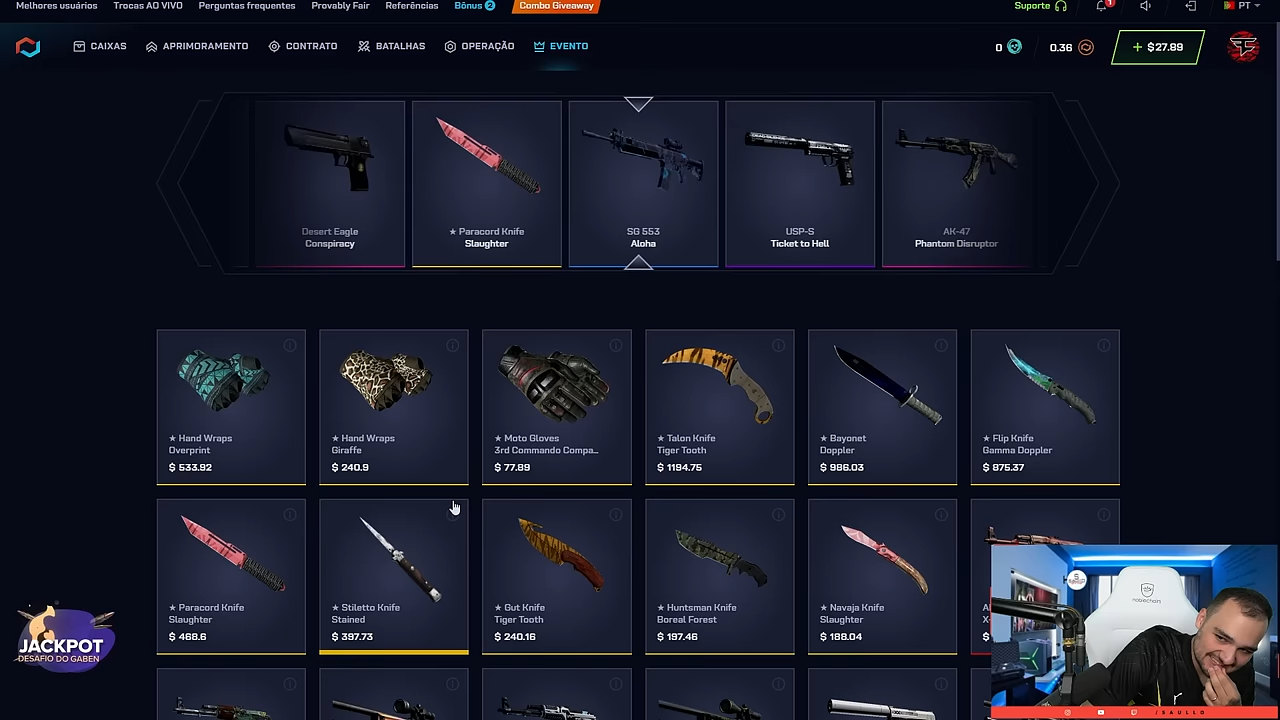 Melhores usuários Trocas AO VIVO Perguntas frequentes Provably Fair Referências Bônus 2 Combo Giveaway Suporte 1 PT
CAIXAS APRIMORAMENTO CONTRATO BATALHAS OPERAÇÃO EVENTO 0 0.36 + $27.89
Desert Eagle
Conspiracy
★ Paracord Knife
Slaughter
SG 553
Aloha
USP-S
Ticket to Hell
AK-47
Phantom Disruptor
★ Hand Wraps
Overprint
$ 533.92
★ Hand Wraps
Giraffe
$ 240.9
★ Moto Gloves
3rd Commando Compa...
$ 77.89
★ Talon Knife
Tiger Tooth
$ 1194.75
★ Bayonet
Doppler
$ 986.03
★ Flip Knife
Gamma Doppler
$ 875.37
★ Paracord Knife
Slaughter
$ 468.6
★ Stiletto Knife
Stained
$ 397.73
★ Gut Knife
Tiger Tooth
$ 240.16
★ Huntsman Knife
Boreal Forest
$ 197.46
★ Navaja Knife
Slaughter
$ 188.04
$
JACKPOT
DESAFIO DO GABEN
noblechairs
/SAULLO